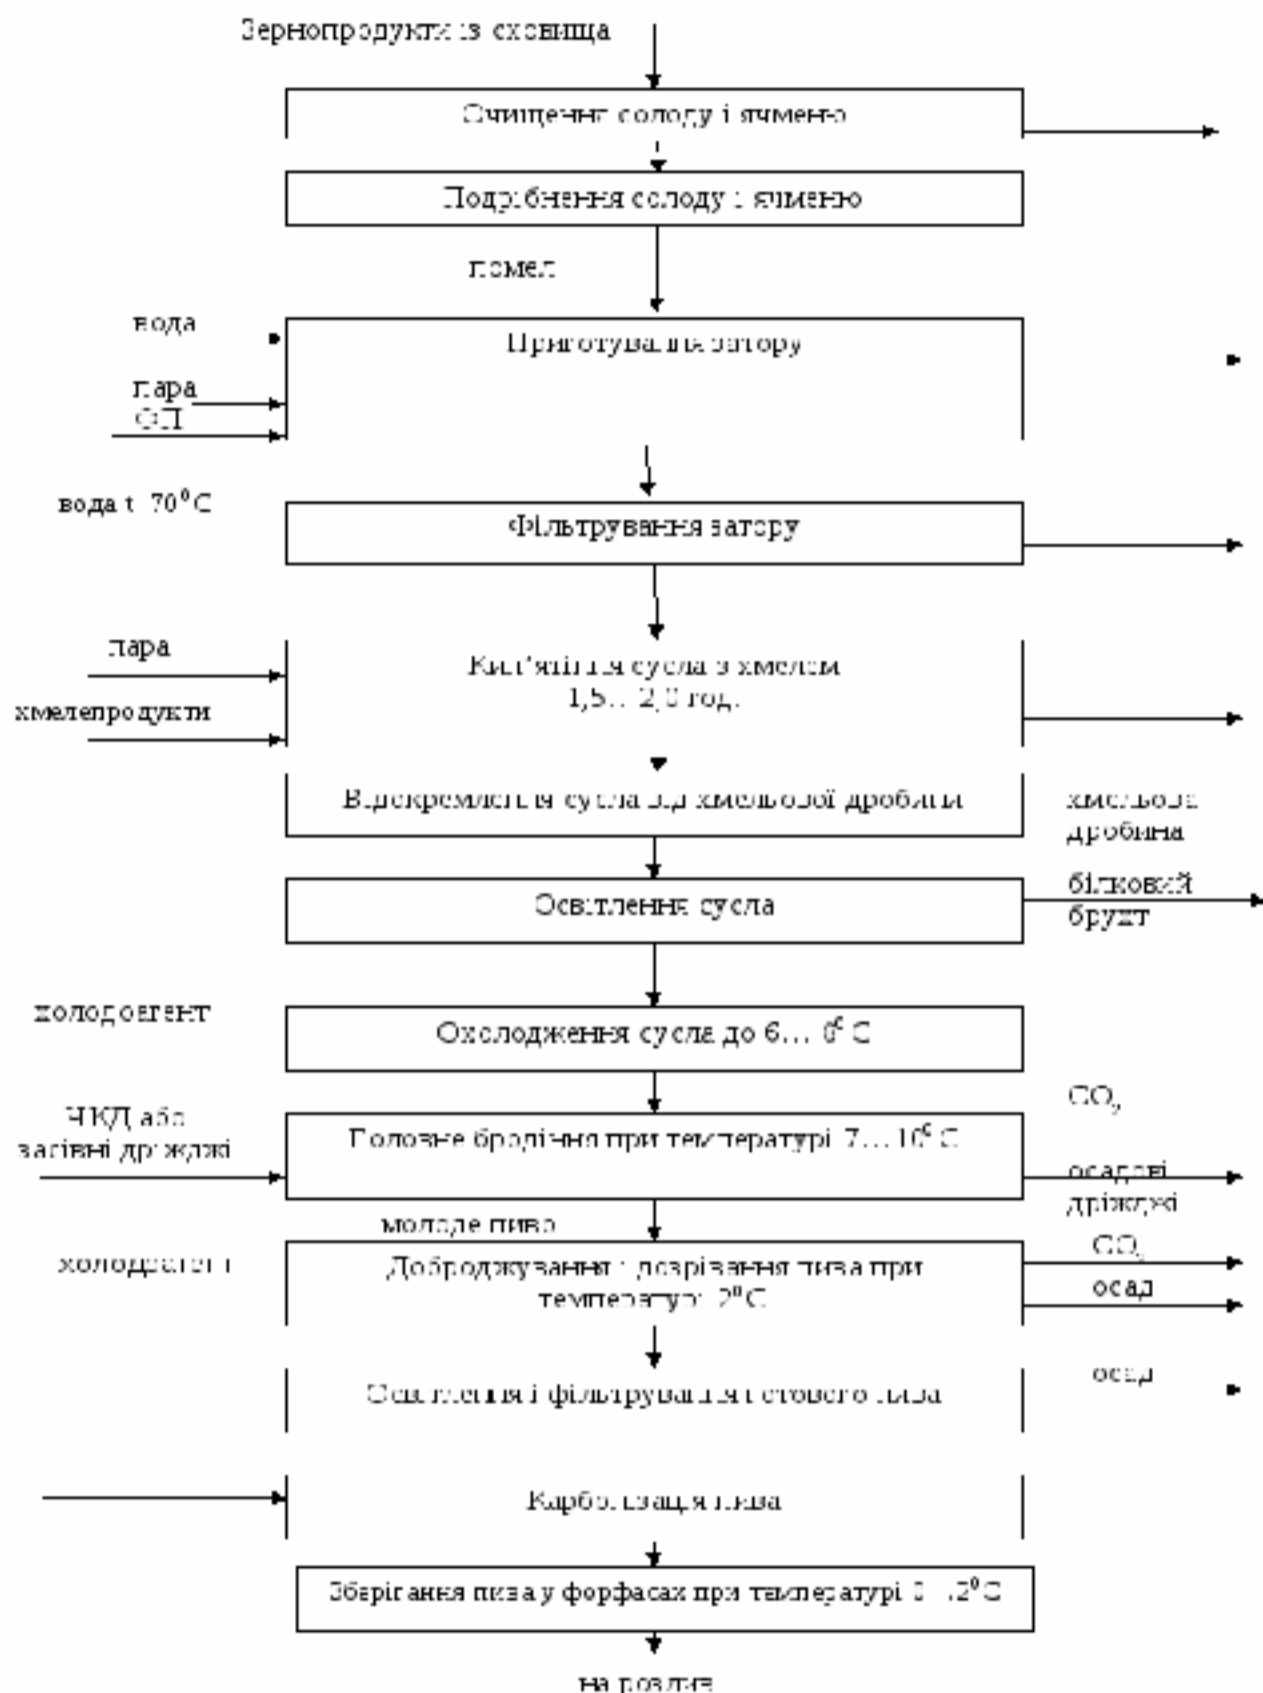 Зернопродукти із сховища
Очищення солоду і ячменю
Подрібнення солоду і ячменю
помел
вода
Приготування затору
пара
ФП
вода t 70⁰С
Фільтрування затору
пара
Кип'ятіння сусла з хмелем
1,5…2,0 год.
хмелепродукти
Відокремлення сусла від хмельової дробини
хмельова
дробина
Освітлення сусла
білковий
брухт
холодоагент
Охолодження сусла до 6…
ЧКД або
засівні дріжджі
Головне бродіння при температурі 7…10⁰С
CO₂
осадові
дріжджі
молоде пиво
холодоагент
Доброджування і дозрівання пива при
температурі 2⁰С
CO₂
осад
Освітлення і фільтрування готового пива
осад
Карбонізація пива
Зберігання пива у форфасах при температурі 0…2⁰С
на розлив